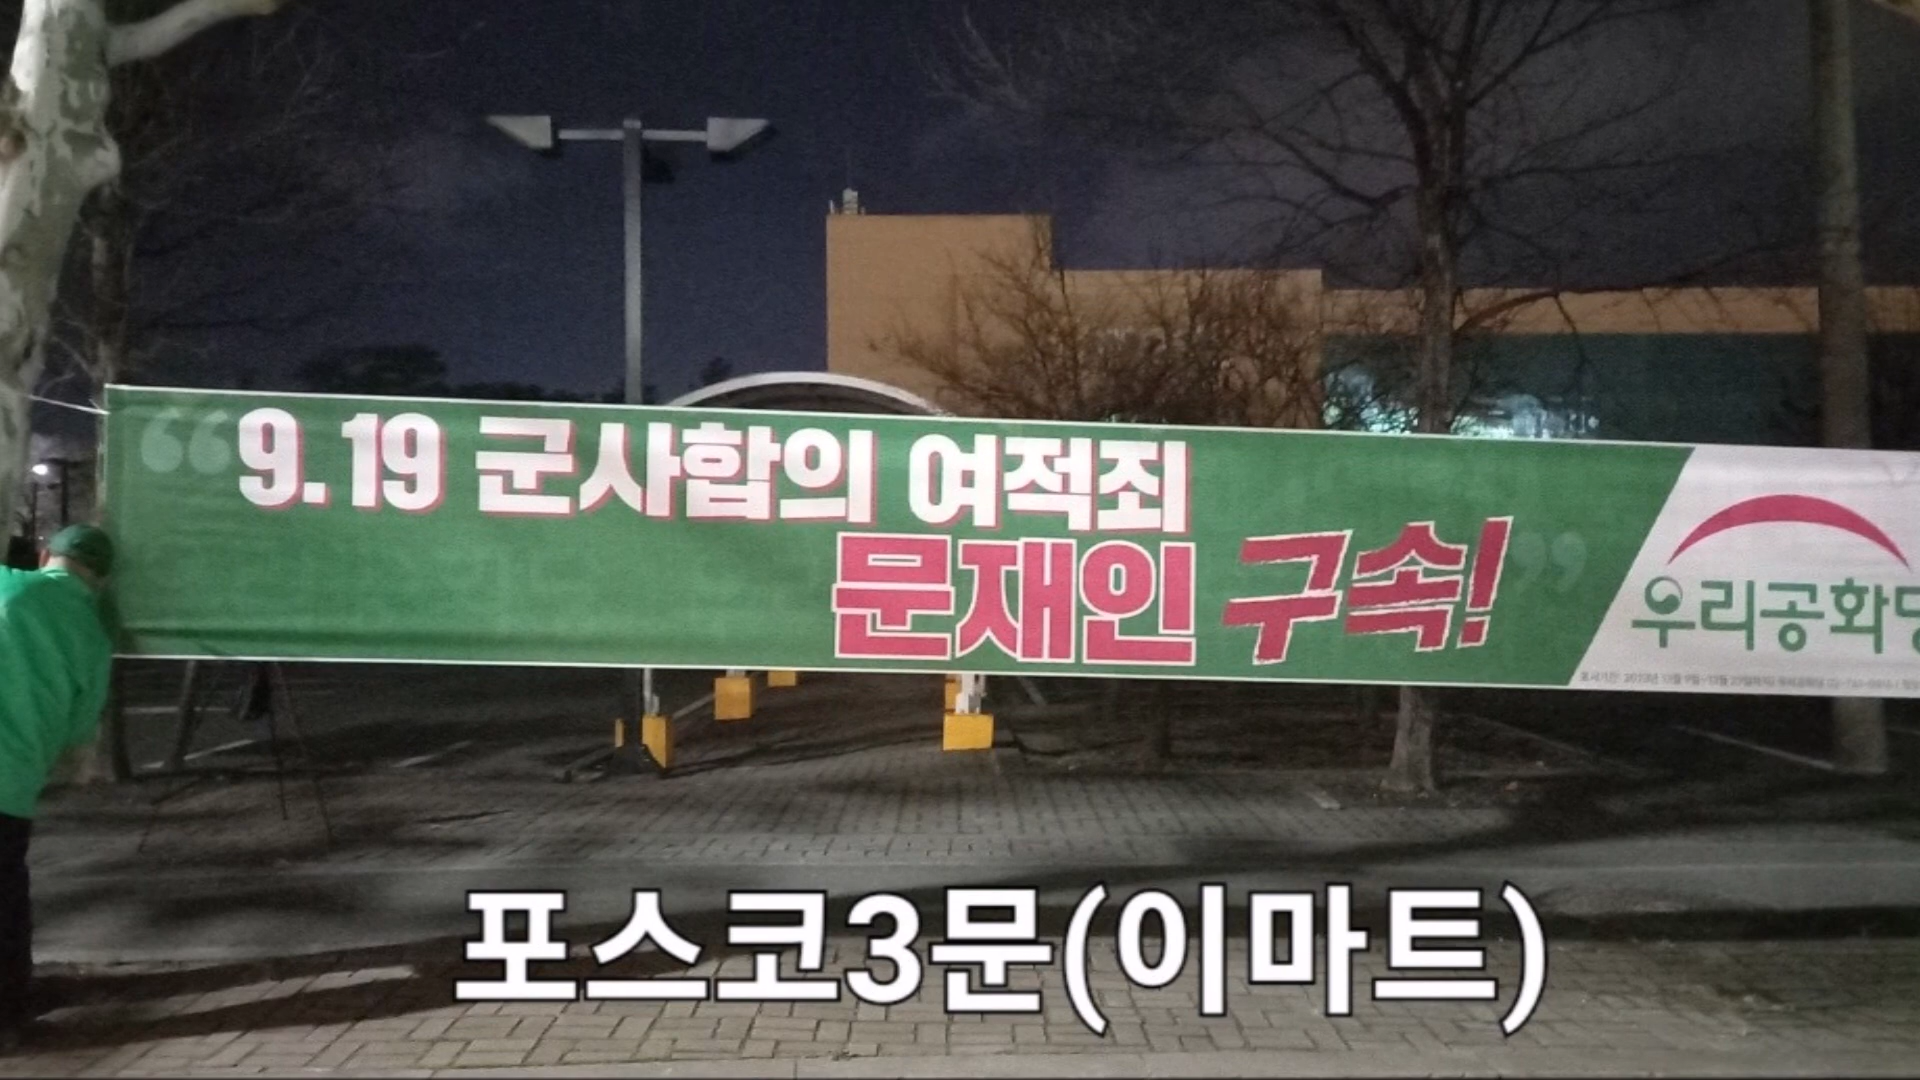 “9.19 군사합의 여적죄
문재인 구속!”
우리공화당
포스코3문(이마트)